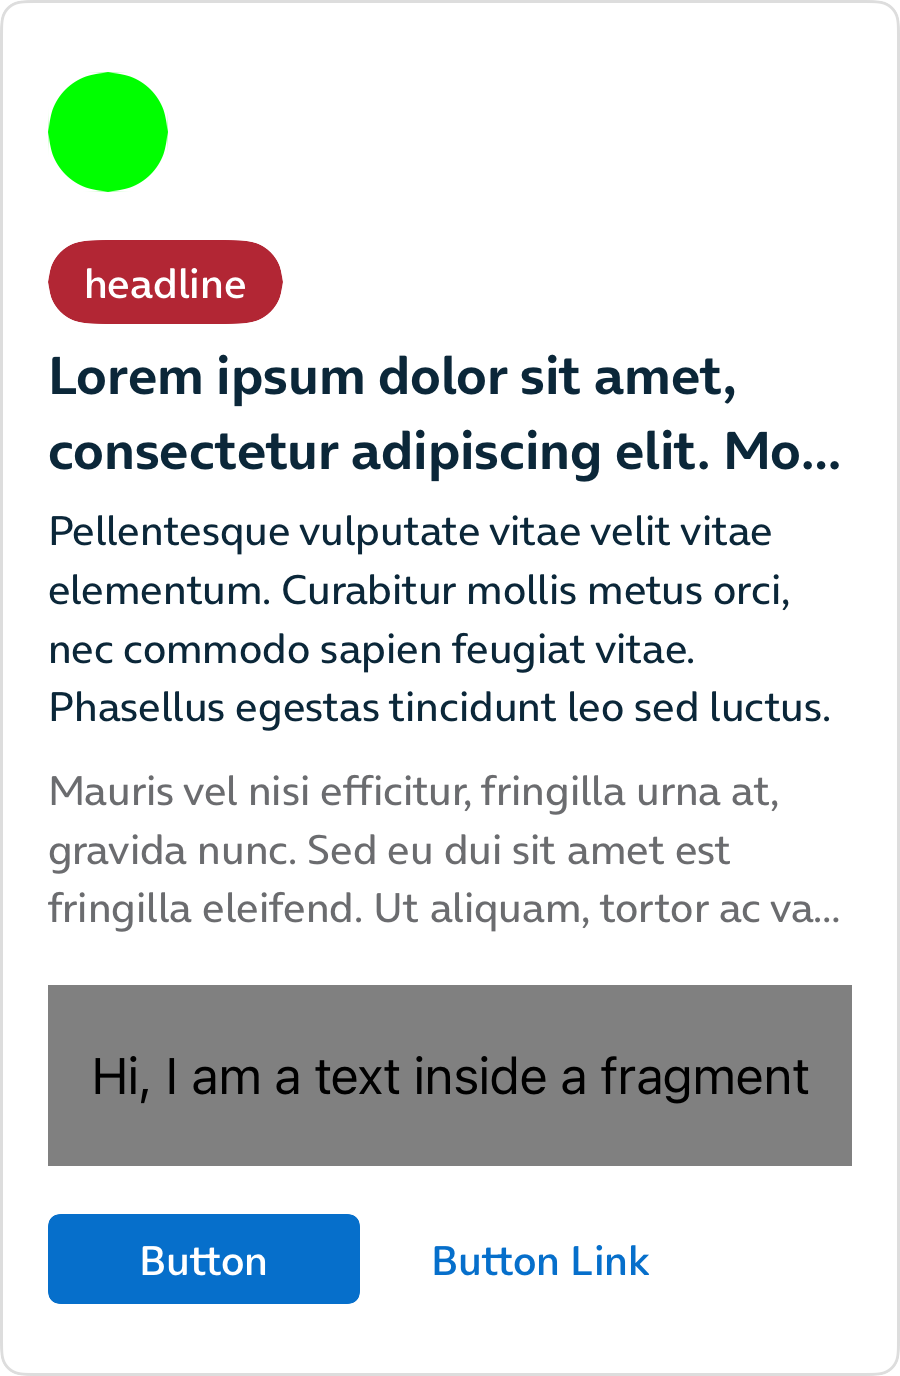 headline
Lorem ipsum dolor sit amet,
consectetur adipiscing elit. Mo...
Pellentesque vulputate vitae velit vitae
elementum. Curabitur mollis metus orci,
nec commodo sapien feugiat vitae.
Phasellus egestas tincidunt leo sed luctus.
Mauris vel nisi efficitur, fringilla urna at,
gravida nunc. Sed eu dui sit amet est
fringilla eleifend. Ut aliquam, tortor ac va...
Hi, I am a text inside a fragment
Button Button Link